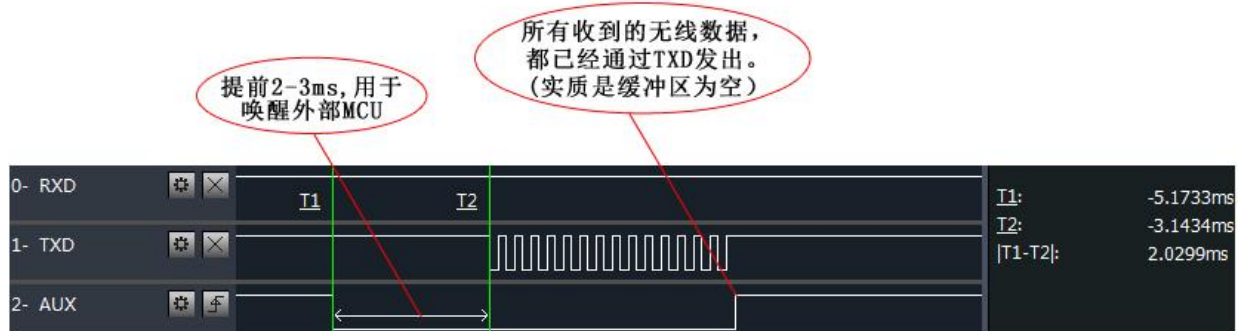 所有收到的无线数据，
都已经通过TXD发出。
(实质是缓冲区为空)
提前2-3ms,用于
唤醒外部MCU
0- RXD
T1
T2
T1: -5.1733ms
T2: -3.1434ms
|T1-T2|: 2.0299ms
1- TXD
2- AUX